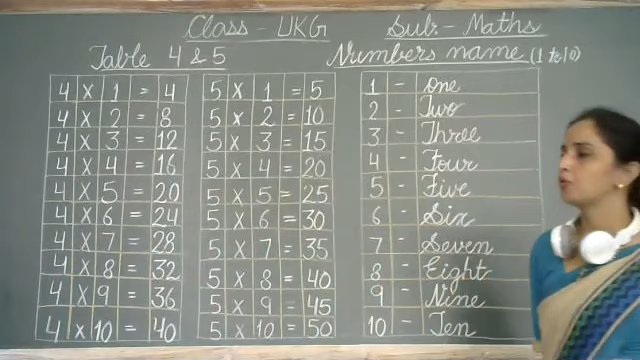 Class - UKG Sub:- Maths
Table 4 & 5 Numbers name (1 to 10)
4 X 1 = 4
4 X 2 = 8
4 X 3 = 12
4 X 4 = 16
4 X 5 = 20
4 X 6 = 24
4 X 7 = 28
4 X 8 = 32
4 X 9 = 36
4 X 10 = 40
5 X 1 = 5
5 X 2 = 10
5 X 3 = 15
5 X 4 = 20
5 X 5 = 25
5 X 6 = 30
5 X 7 = 35
5 X 8 = 40
5 X 9 = 45
5 X 10 = 50
1 - One
2 - Two
3 - Three
4 - Four
5 - Five
6 - Six
7 - Seven
8 - Eight
9 - Nine
10 - Ten